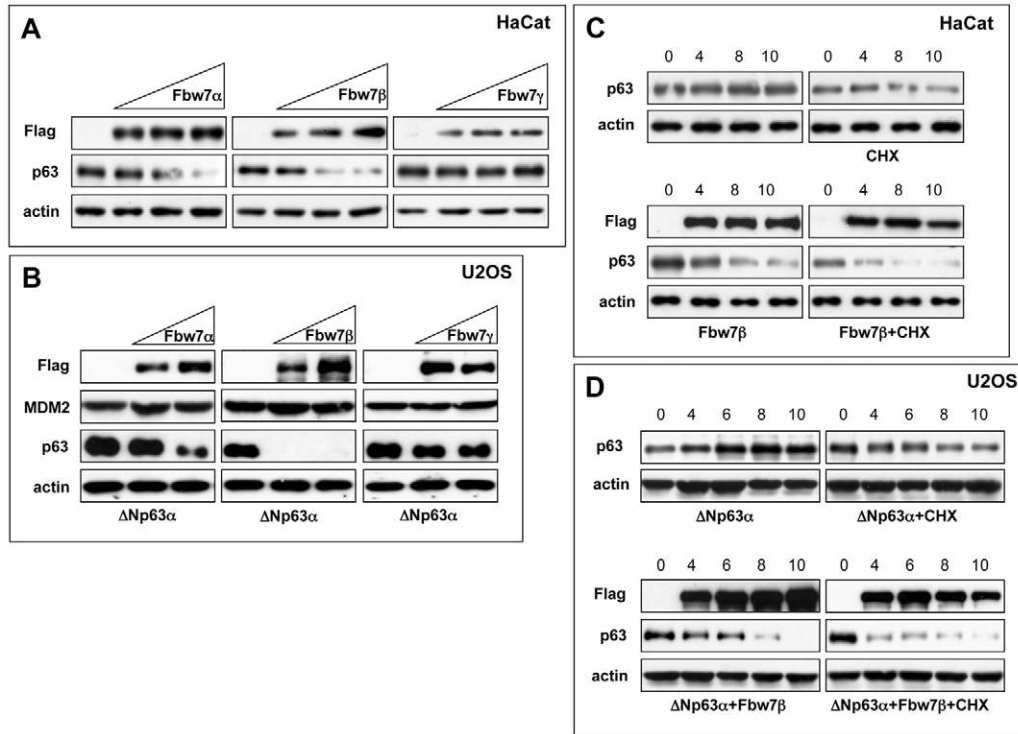 A HaCat
Fbw7α Fbw7β Fbw7γ
Flag
p63
actin
B U2OS
Fbw7α Fbw7β Fbw7γ
Flag
MDM2
p63
actin
ΔNp63α ΔNp63α ΔNp63α
C HaCat
0 4 8 10 0 4 8 10
p63
actin
CHX
0 4 8 10 0 4 8 10
Flag
p63
actin
Fbw7β Fbw7β+CHX
D U2OS
0 4 6 8 10 0 4 6 8 10
p63
actin
ΔNp63α ΔNp63α+CHX
0 4 6 8 10 0 4 6 8 10
Flag
p63
actin
ΔNp63α+Fbw7β ΔNp63α+Fbw7β+CHX